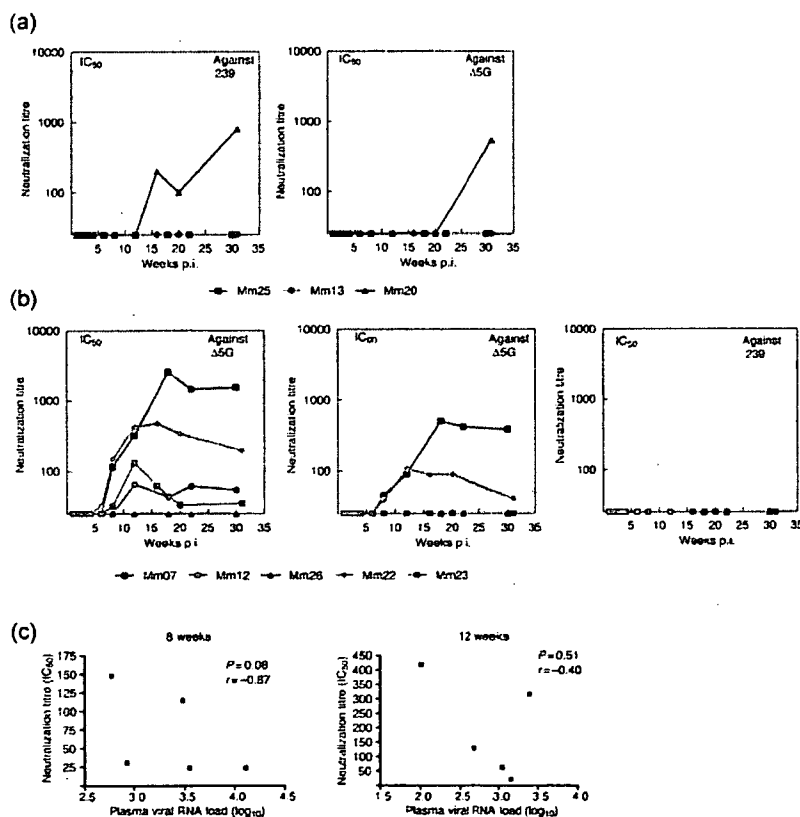 (a)
IC50 Against 239
10000
1000
100
Neutralization titre
5 10 15 20 25 30 35
Weeks p.i.
IC50 Against Δ5G
10000
1000
100
Neutralization titre
5 10 15 20 25 30 35
Weeks p.i.
Mm25 Mm13 Mm20
(b)
IC50 Against Δ5G
10000
1000
100
Neutralization titre
5 10 15 20 25 30 35
Weeks p.i.
Against Δ5G
10000
1000
100
Neutralization titre
5 10 15 20 25 30 35
Weeks p.i.
IC50 Against 239
10000
1000
100
Neutralization titre
5 10 15 20 25 30 35
Weeks p.i.
Mm07 Mm12 Mm26 Mm22 Mm23
(c)
8 weeks
P=0.08
r=−0.87
175
150
125
100
75
50
25
Neutralization titre (IC50)
2.5 3.0 3.5 4.0 4.5
Plasma viral RNA load (log10)
12 weeks
P=0.51
r=−0.40
450
400
350
300
250
200
150
100
50
Neutralization titre (IC50)
1.5 2.0 2.5 3.0 3.5 4.0
Plasma viral RNA load (log10)